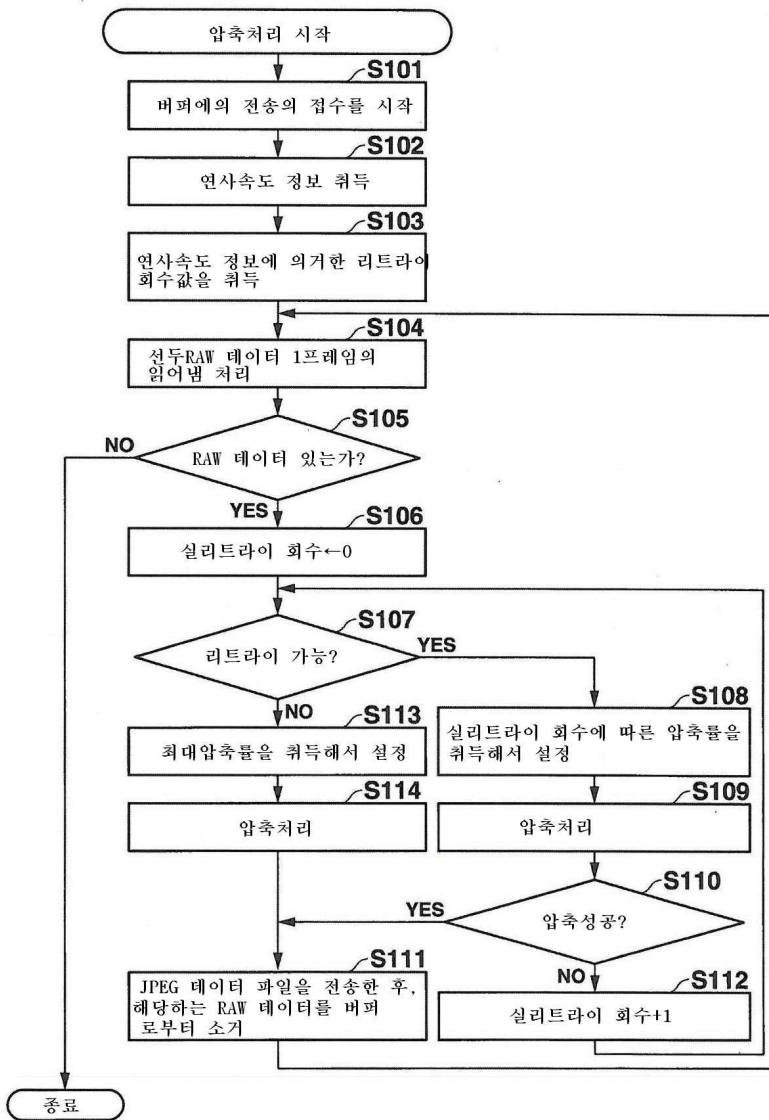 압축처리 시작
S101
버퍼에의 전송의 접수를 시작
S102
연사속도 정보 취득
S103
연사속도 정보에 의거한 리트라이
회수값을 취득
S104
선두RAW 데이터 1프레임의
읽어냄 처리
S105
NO
RAW 데이터 있는가?
YES
S106
실리트라이 회수←0
S107
리트라이 가능?
YES
NO
S113
최대압축률을 취득해서 설정
S108
실리트라이 회수에 따른 압축률을
취득해서 설정
S114
압축처리
S109
압축처리
S110
YES
압축성공?
NO
S111
JPEG 데이터 파일을 전송한 후,
해당하는 RAW 데이터를 버퍼
로부터 소거
S112
실리트라이 회수+1
종료